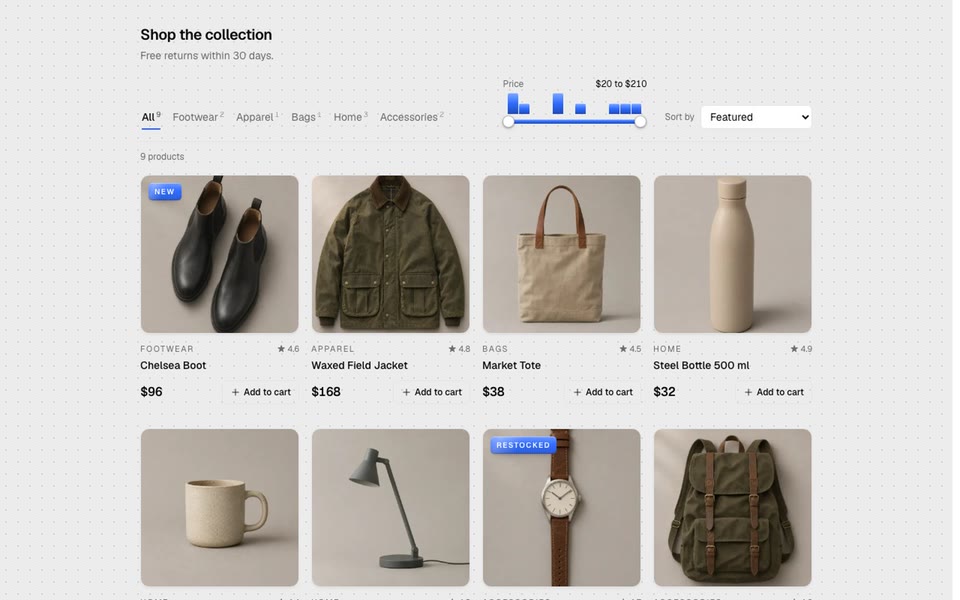 Shop the collection
Free returns within 30 days.
Price $20 to $210
All 9 Footwear 2 Apparel 1 Bags 1 Home 3 Accessories 2 Sort by Featured
9 products
NEW
FOOTWEAR ★ 4.6 APPAREL ★ 4.8 BAGS ★ 4.5 HOME ★ 4.9
Chelsea Boot Waxed Field Jacket Market Tote Steel Bottle 500 ml
$96 + Add to cart $168 + Add to cart $38 + Add to cart $32 + Add to cart
RESTOCKED